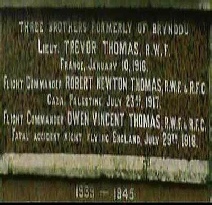 THREE BROTHERS FORMERLY OF BRYNDDU
LIEUT. TREVOR THOMAS, R.W.F.
FRANCE, JANUARY 10, 1916.
FLIGHT COMMANDER ROBERT NEWTON THOMAS, R.W.F. & R.F.C.
GAZA, PALESTINE JULY 23RD, 1917.
FLIGHT COMMANDER OWEN VINCENT THOMAS, R.W.F. & R.F.C.
FATAL ACCIDENT NIGHT FLYING ENGLAND, JULY 29TH, 1918.
1939 — 1945